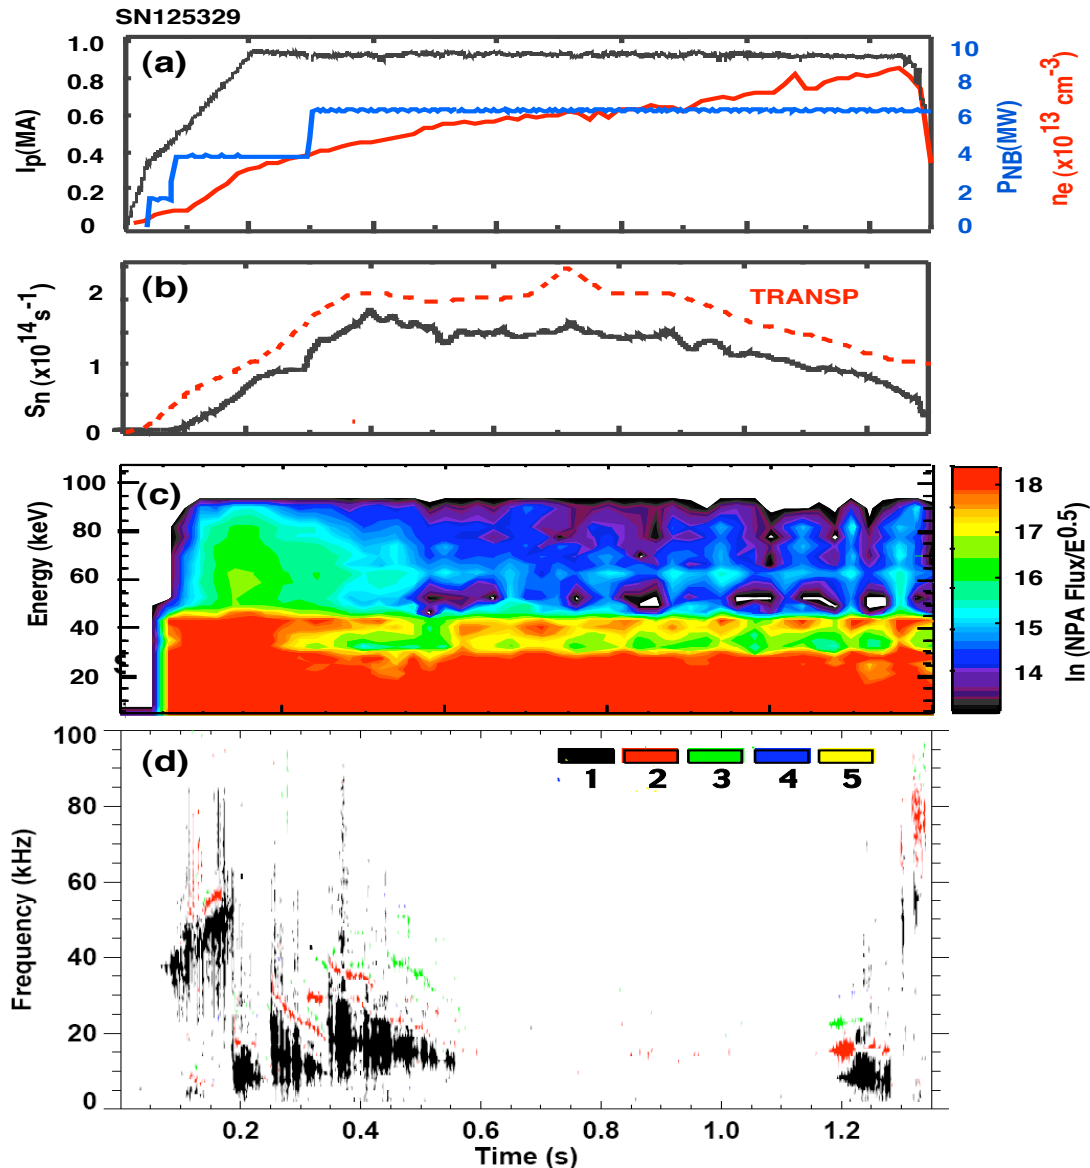 SN125329
(a)
1.0
0.8
0.6
0.4
0.2
0
Ip(MA)
10
8
6
4
2
0
PNB(MW)
ne (x10^13 cm^-3)
(b)
2
1
0
Sn (x10^14 s^-1)
TRANSP
(c)
100
80
60
40
20
Energy (keV)
18
17
16
15
14
ln (NPA Flux/E^0.5)
(d)
100
80
60
40
20
0
Frequency (kHz)
1 2 3 4 5
0.2 0.4 0.6 0.8 1.0 1.2
Time (s)